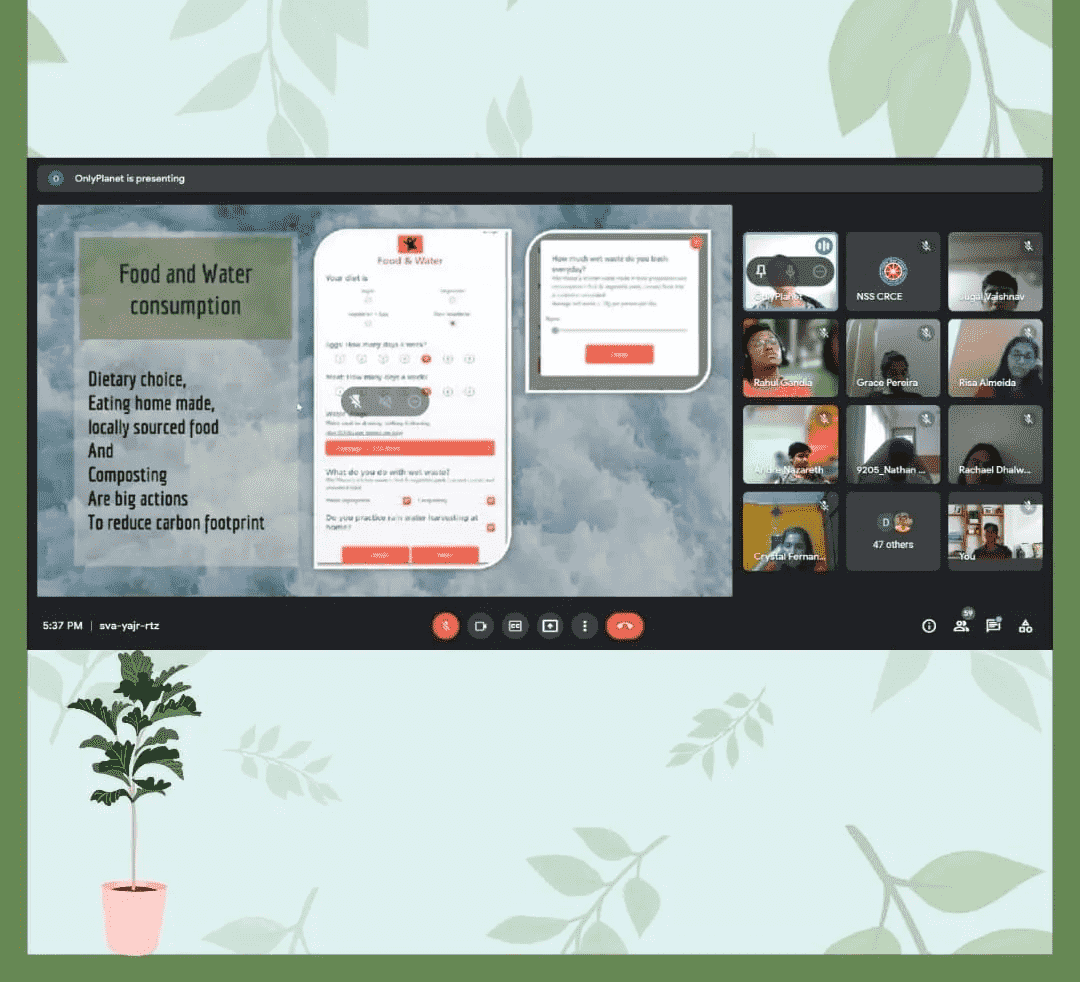 OnlyPlanet is presenting
Food and Water
consumption
Dietary choice,
Eating home made,
locally sourced food
And
Composting
Are big actions
To reduce carbon footprint
Food & Water
Your diet is
Eggs: How many days a week?
Meat: How many days a week?
What do you do with wet waste?
Do you practice rain water harvesting at
home?
How much wet waste do you bash
everyday?
OnlyPlanet
NSS CRCE
Jugal Vaishnav
Rahul Gandla
Grace Pereira
Risa Almeida
Andre Nazareth
9205_Nathan ...
Rachael Dhalw...
Crystal Fernan...
D
47 others
You
5:37 PM | sva-yajr-rtz
59